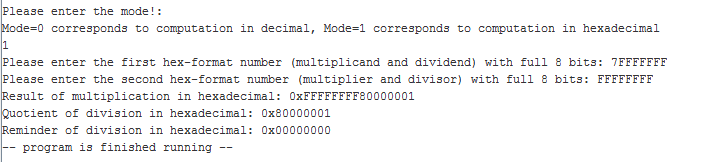 Please enter the mode!:
Mode=0 corresponds to computation in decimal, Mode=1 corresponds to computation in hexadecimal
1
Please enter the first hex-format number (multiplicand and dividend) with full 8 bits: 7FFFFFFF
Please enter the second hex-format number (multiplier and divisor) with full 8 bits: FFFFFFFF
Result of multiplication in hexadecimal: 0xFFFFFFFF80000001
Quotient of division in hexadecimal: 0x80000001
Reminder of division in hexadecimal: 0x00000000
-- program is finished running --